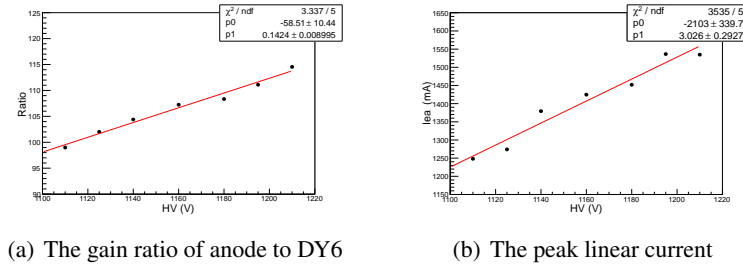 χ² / ndf 3.337 / 5
p0 -58.51 ± 10.44
p1 0.1424 ± 0.008995
125
120
115
110
105
100
95
90
Ratio
1100 1120 1140 1160 1180 1200 1220
HV (V)
(a) The gain ratio of anode to DY6
χ² / ndf 3535 / 5
p0 -2103 ± 339.7
p1 3.026 ± 0.2927
1650
1600
1550
1500
1450
1400
1350
1300
1250
1200
1150
Iea (mA)
1100 1120 1140 1160 1180 1200 1220
HV (V)
(b) The peak linear current